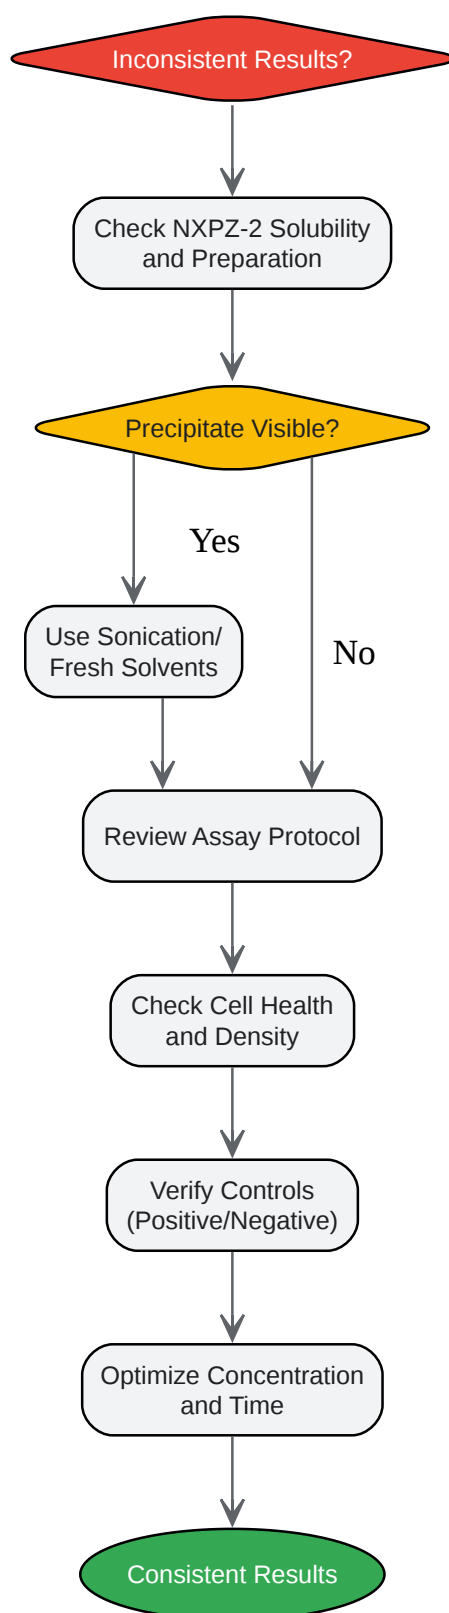 Inconsistent Results?
Check NXPZ-2 Solubility
and Preparation
Precipitate Visible?
Yes
Use Sonication/
Fresh Solvents
No
Review Assay Protocol
Check Cell Health
and Density
Verify Controls
(Positive/Negative)
Optimize Concentration
and Time
Consistent Results